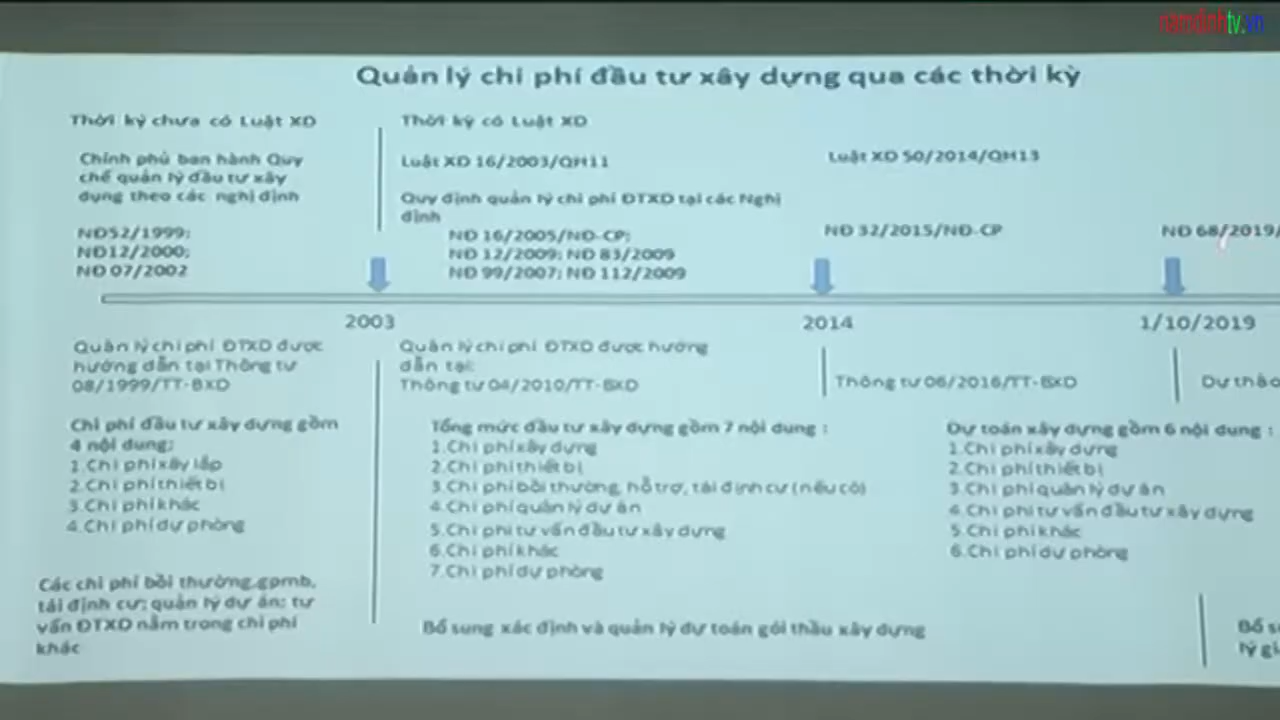 namdinhtv.vn
Quản lý chi phí đầu tư xây dựng qua các thời kỳ
Thời kỳ chưa có Luật XD
Thời kỳ có Luật XD
Chính phủ ban hành Quy
chế quản lý đầu tư xây
dựng theo các nghị định
Luật XD 16/2003/QH11
Luật XD 50/2014/QH13
Quy định quản lý chi phí ĐTXD tại các Nghị
định
NĐ52/1999;
NĐ12/2000;
NĐ 07/2002
NĐ 16/2005/NĐ-CP;
NĐ 12/2009; NĐ 83/2009
NĐ 99/2007; NĐ 112/2009
NĐ 32/2015/NĐ-CP
NĐ 68/2019/
2003
2014
1/10/2019
Quản lý chi phí ĐTXD được
hướng dẫn tại Thông tư
08/1999/TT-BXD
Quản lý chi phí ĐTXD được hướng
dẫn tại:
Thông tư 04/2010/TT-BXD
Thông tư 06/2016/TT-BXD
Dự thảo
Chi phí đầu tư xây dựng gồm
4 nội dung:
1.Chi phí xây lắp
2.Chi phí thiết bị
3.Chi phí khác
4.Chi phí dự phòng
Tổng mức đầu tư xây dựng gồm 7 nội dung :
1.Chi phí xây dựng
2.Chi phí thiết bị
3.Chi phí bồi thường, hỗ trợ, tái định cư (nếu có)
4.Chi phí quản lý dự án
5.Chi phí tư vấn đầu tư xây dựng
6.Chi phí khác
7.Chi phí dự phòng
Dự toán xây dựng gồm 6 nội dung :
1.Chi phí xây dựng
2.Chi phí thiết bị
3.Chi phí quản lý dự án
4.Chi phí tư vấn đầu tư xây dựng
5.Chi phí khác
6.Chi phí dự phòng
Các chi phí bồi thường,gpmb,
tái định cư; quản lý dự án; tư
vấn ĐTXD nằm trong chi phí
khác
Bổ sung xác định và quản lý dự toán gói thầu xây dựng
Bổ
lý